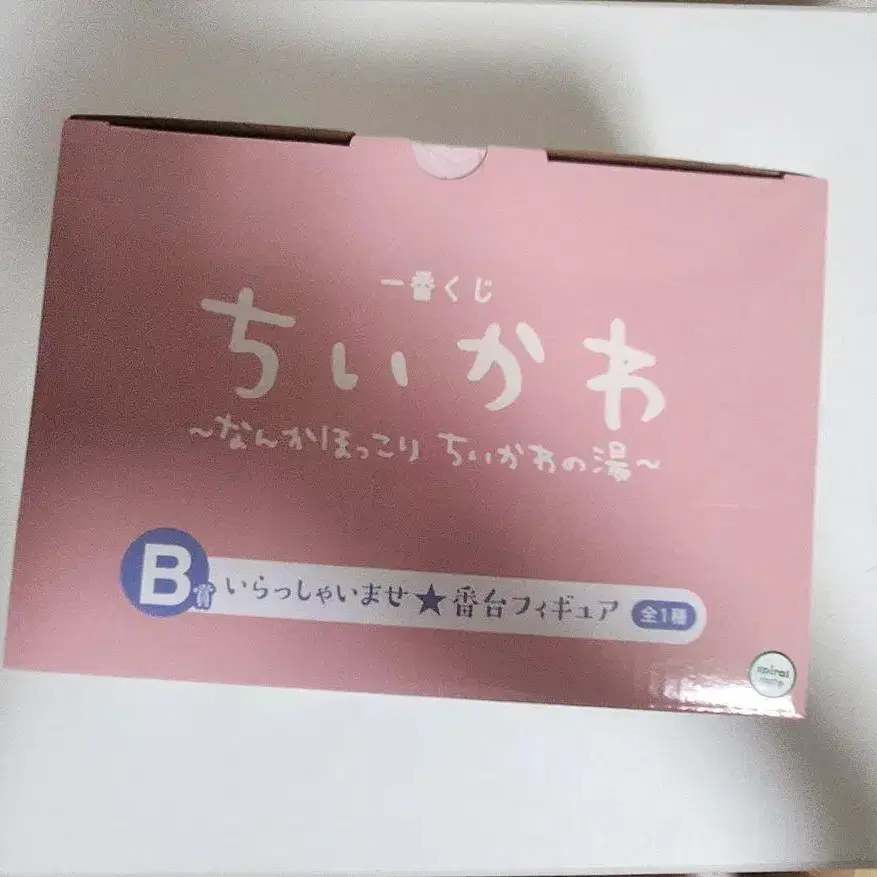 一番くじ
ちいかわ
~なんかほっこり ちいかわの湯~
B賞 いらっしゃいませ★番台フィギュア 全1種